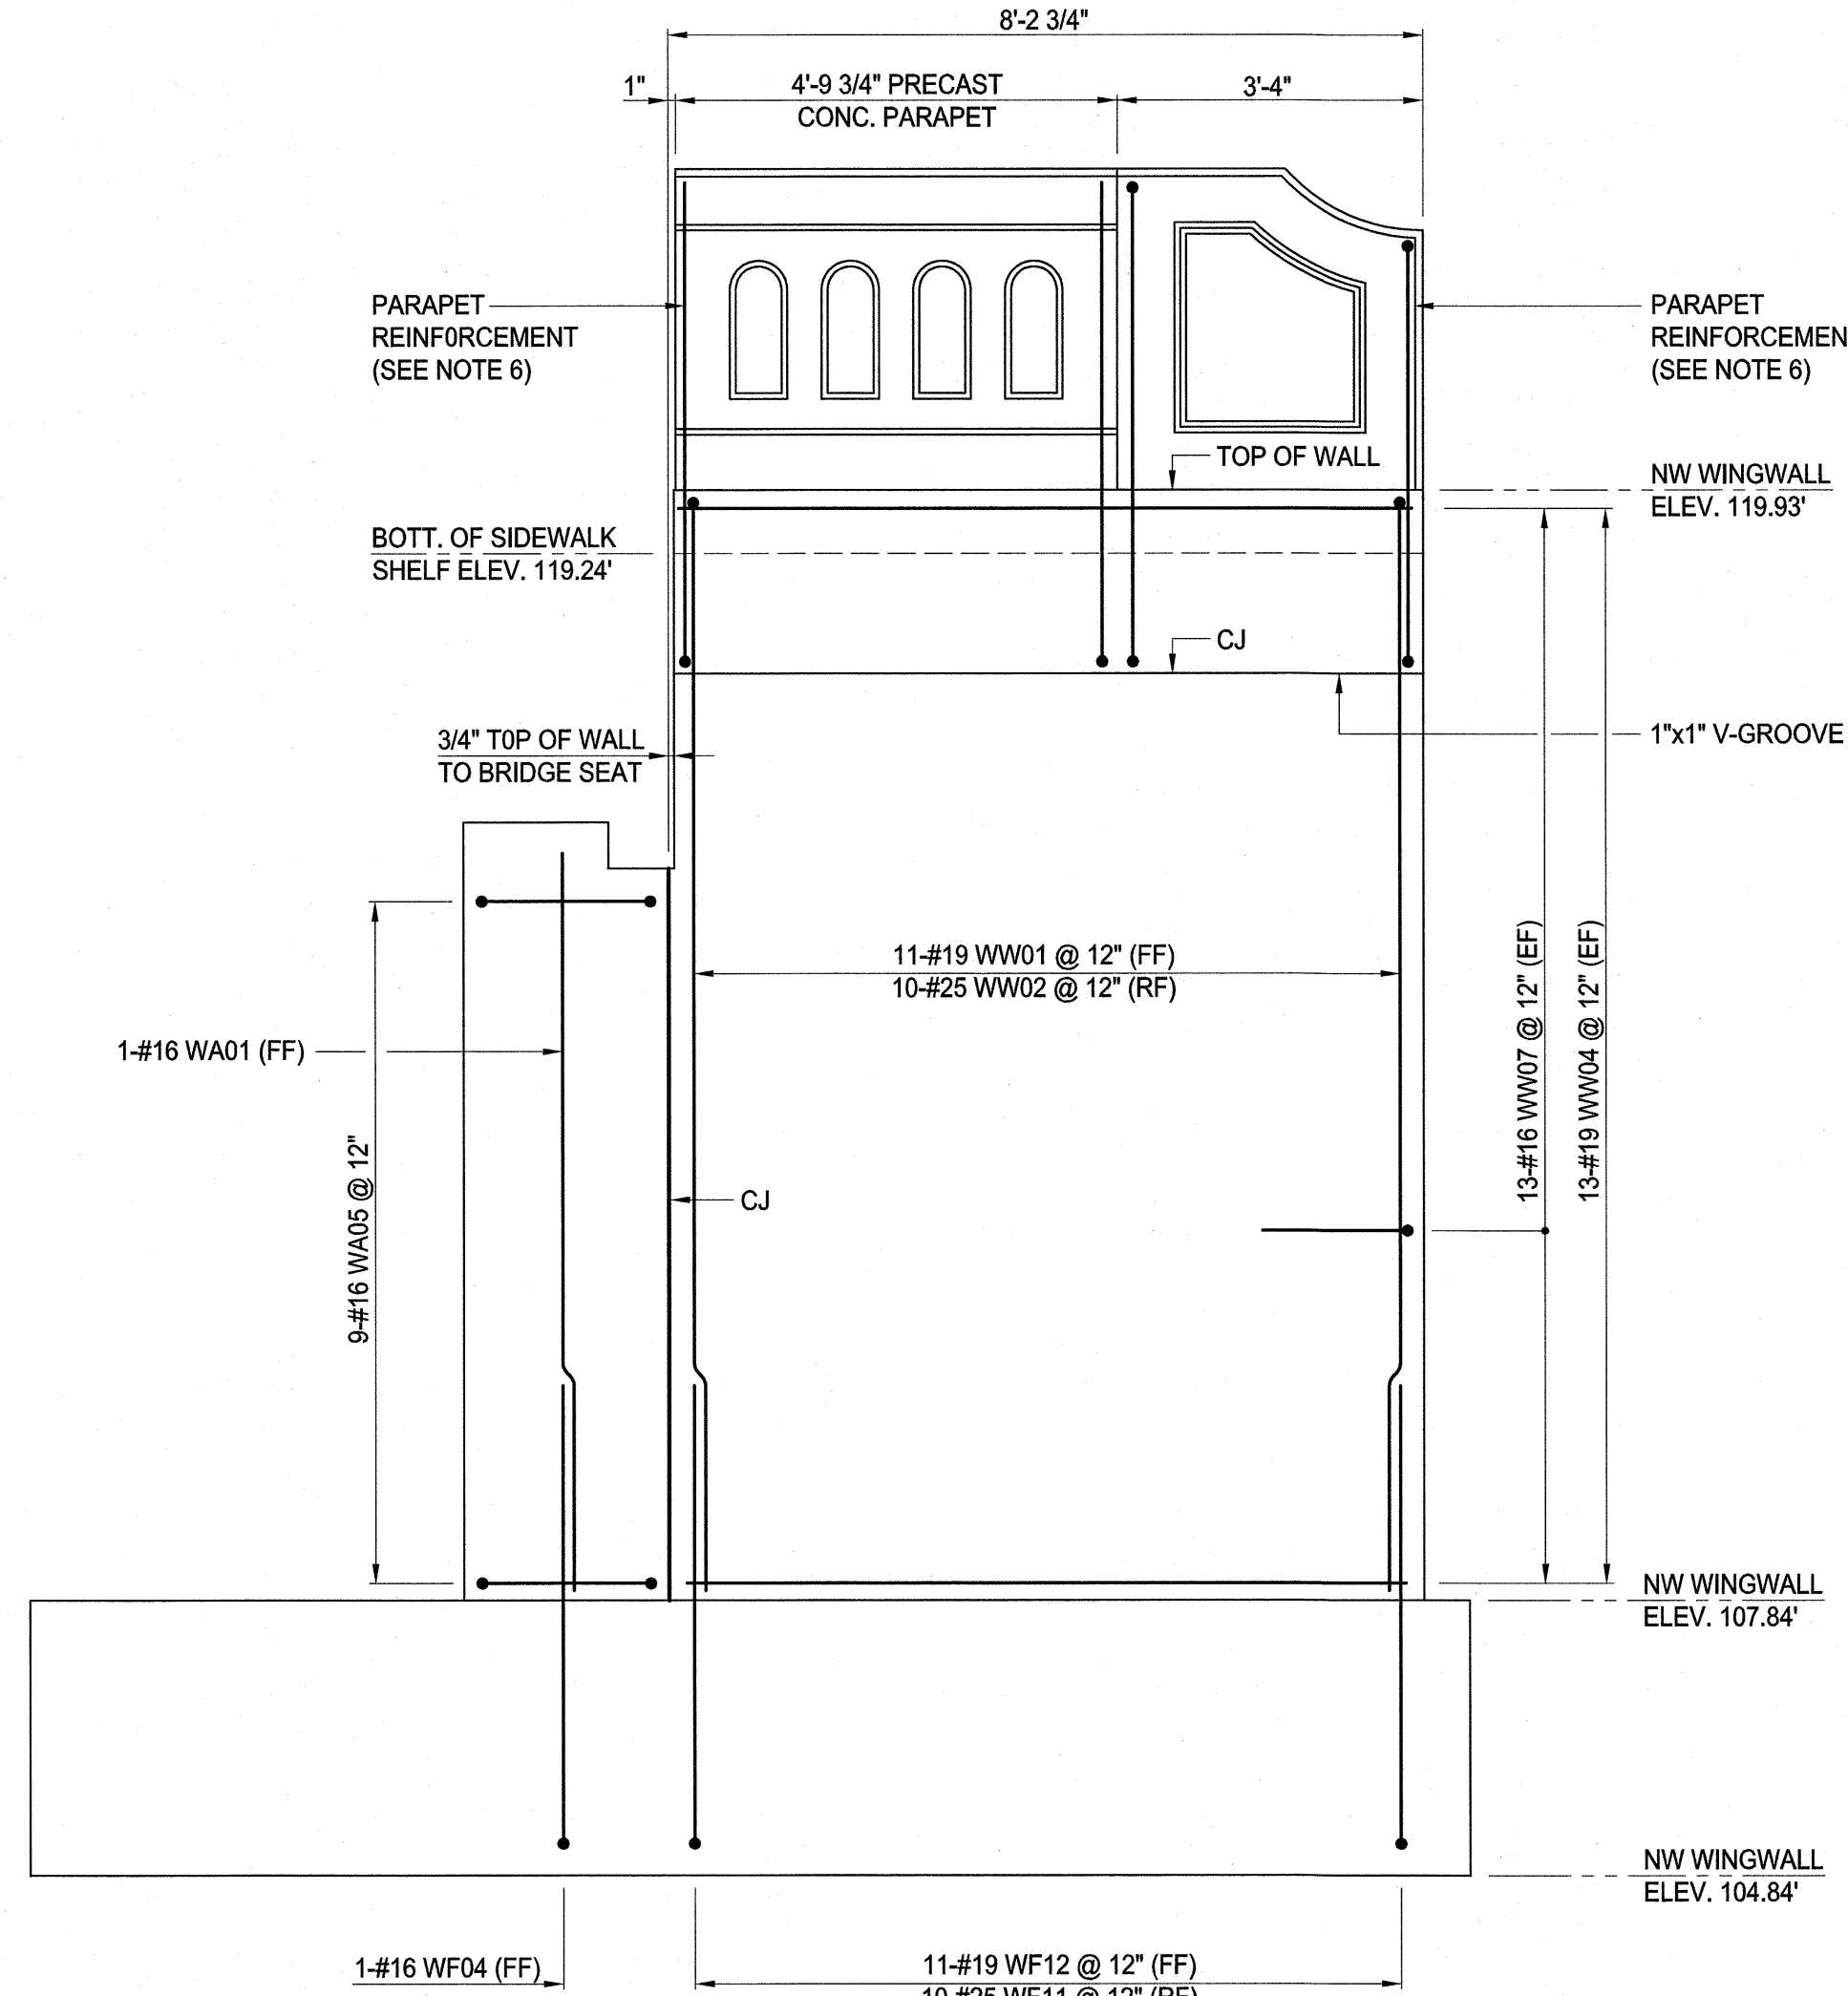 8'-2 3/4"
1"
4'-9 3/4" PRECAST
CONC. PARAPET
3'-4"
PARAPET
REINF0RCEMENT
(SEE NOTE 6)
PARAPET
REINFORCEMEN
(SEE NOTE 6)
TOP OF WALL
NW WINGWALL
ELEV. 119.93'
BOTT. OF SIDEWALK
SHELF ELEV. 119.24'
CJ
3/4" T0P OF WALL
TO BRIDGE SEAT
1"x1" V-GROOVE
11-#19 WW01 @ 12" (FF)
10-#25 WW02 @ 12" (RF)
1-#16 WA01 (FF)
13-#16 WW07 @ 12" (EF)
13-#19 WW04 @ 12" (EF)
9-#16 WA05 @ 12"
CJ
NW WINGWALL
ELEV. 107.84'
NW WINGWALL
ELEV. 104.84'
1-#16 WF04 (FF)
11-#19 WF12 @ 12" (FF)
10-#25 WF11 @ 12" (RF)